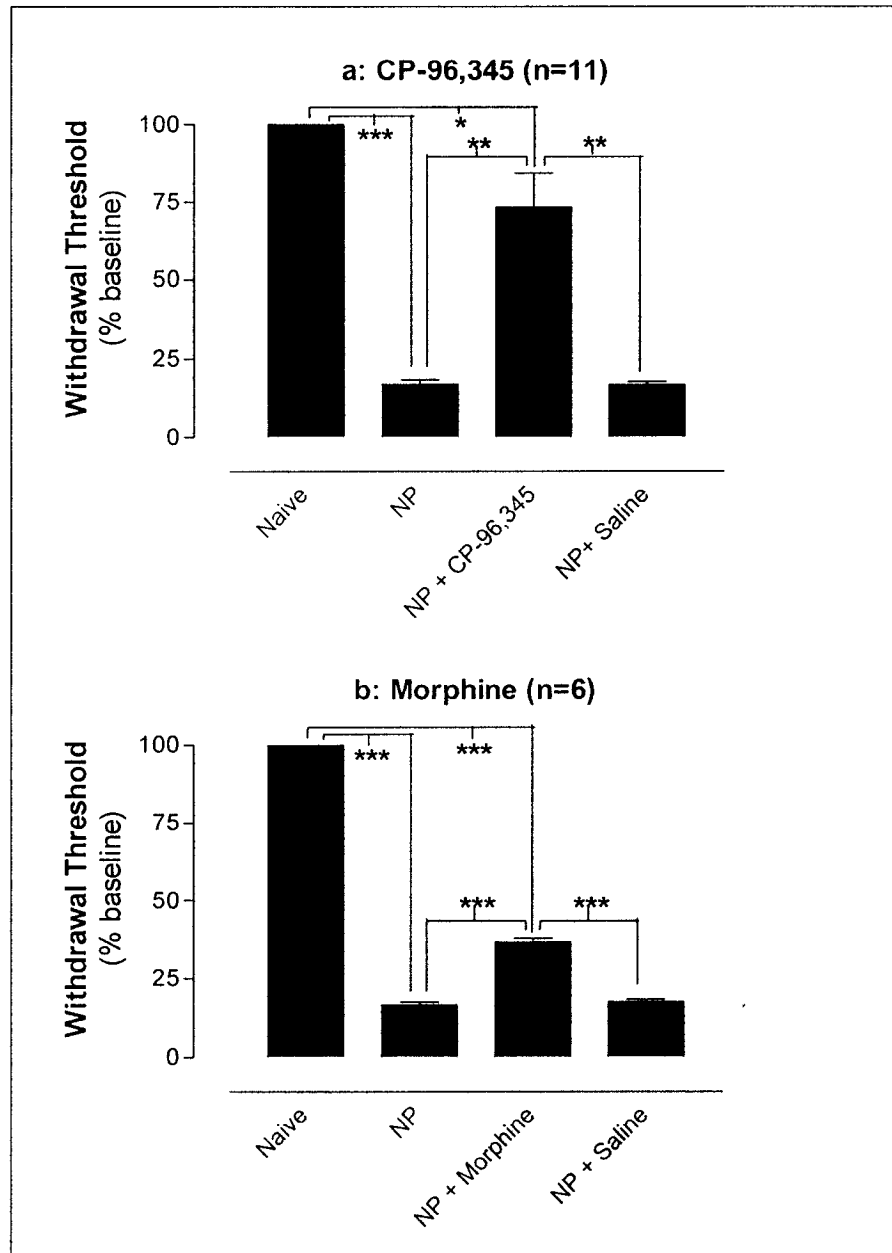 a: CP-96,345 (n=11)
Withdrawal Threshold
(% baseline)
100
75
50
25
0
*
***
**
**
Naive
NP
NP + CP-96,345
NP+ Saline
b: Morphine (n=6)
Withdrawal Threshold
(% baseline)
100
75
50
25
0
***
***
***
***
Naive
NP
NP + Morphine
NP + Saline